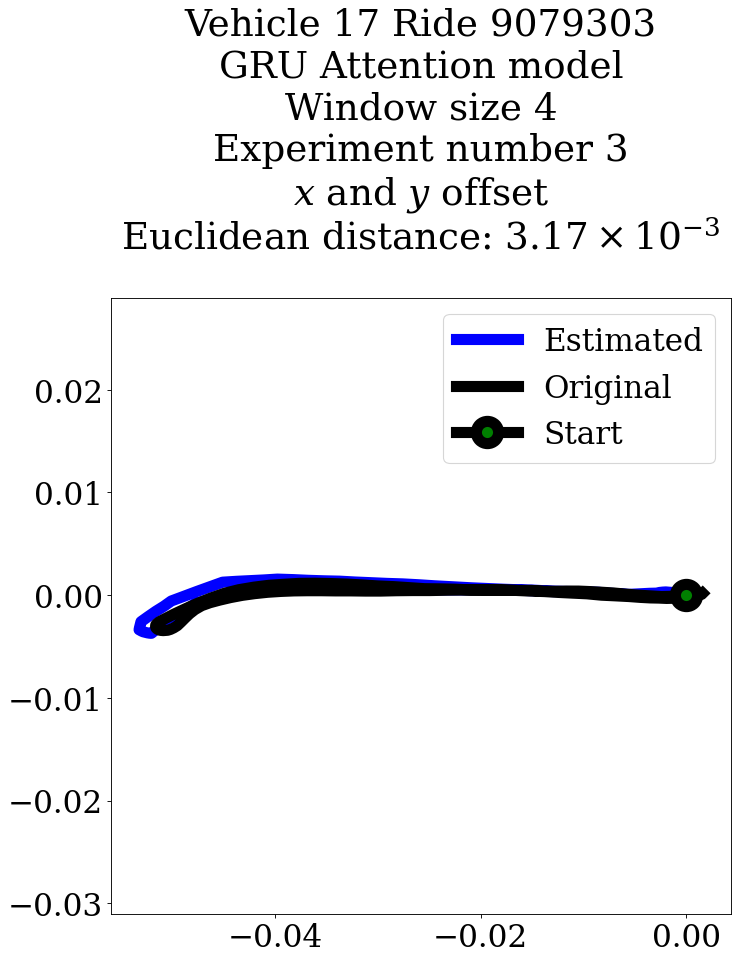 Vehicle 17 Ride 9079303
GRU Attention model
Window size 4
Experiment number 3
x and y offset
Euclidean distance: 3.17 × 10⁻³
Estimated
Original
Start
0.02
0.01
0.00
−0.01
−0.02
−0.03
−0.04
−0.02
0.00